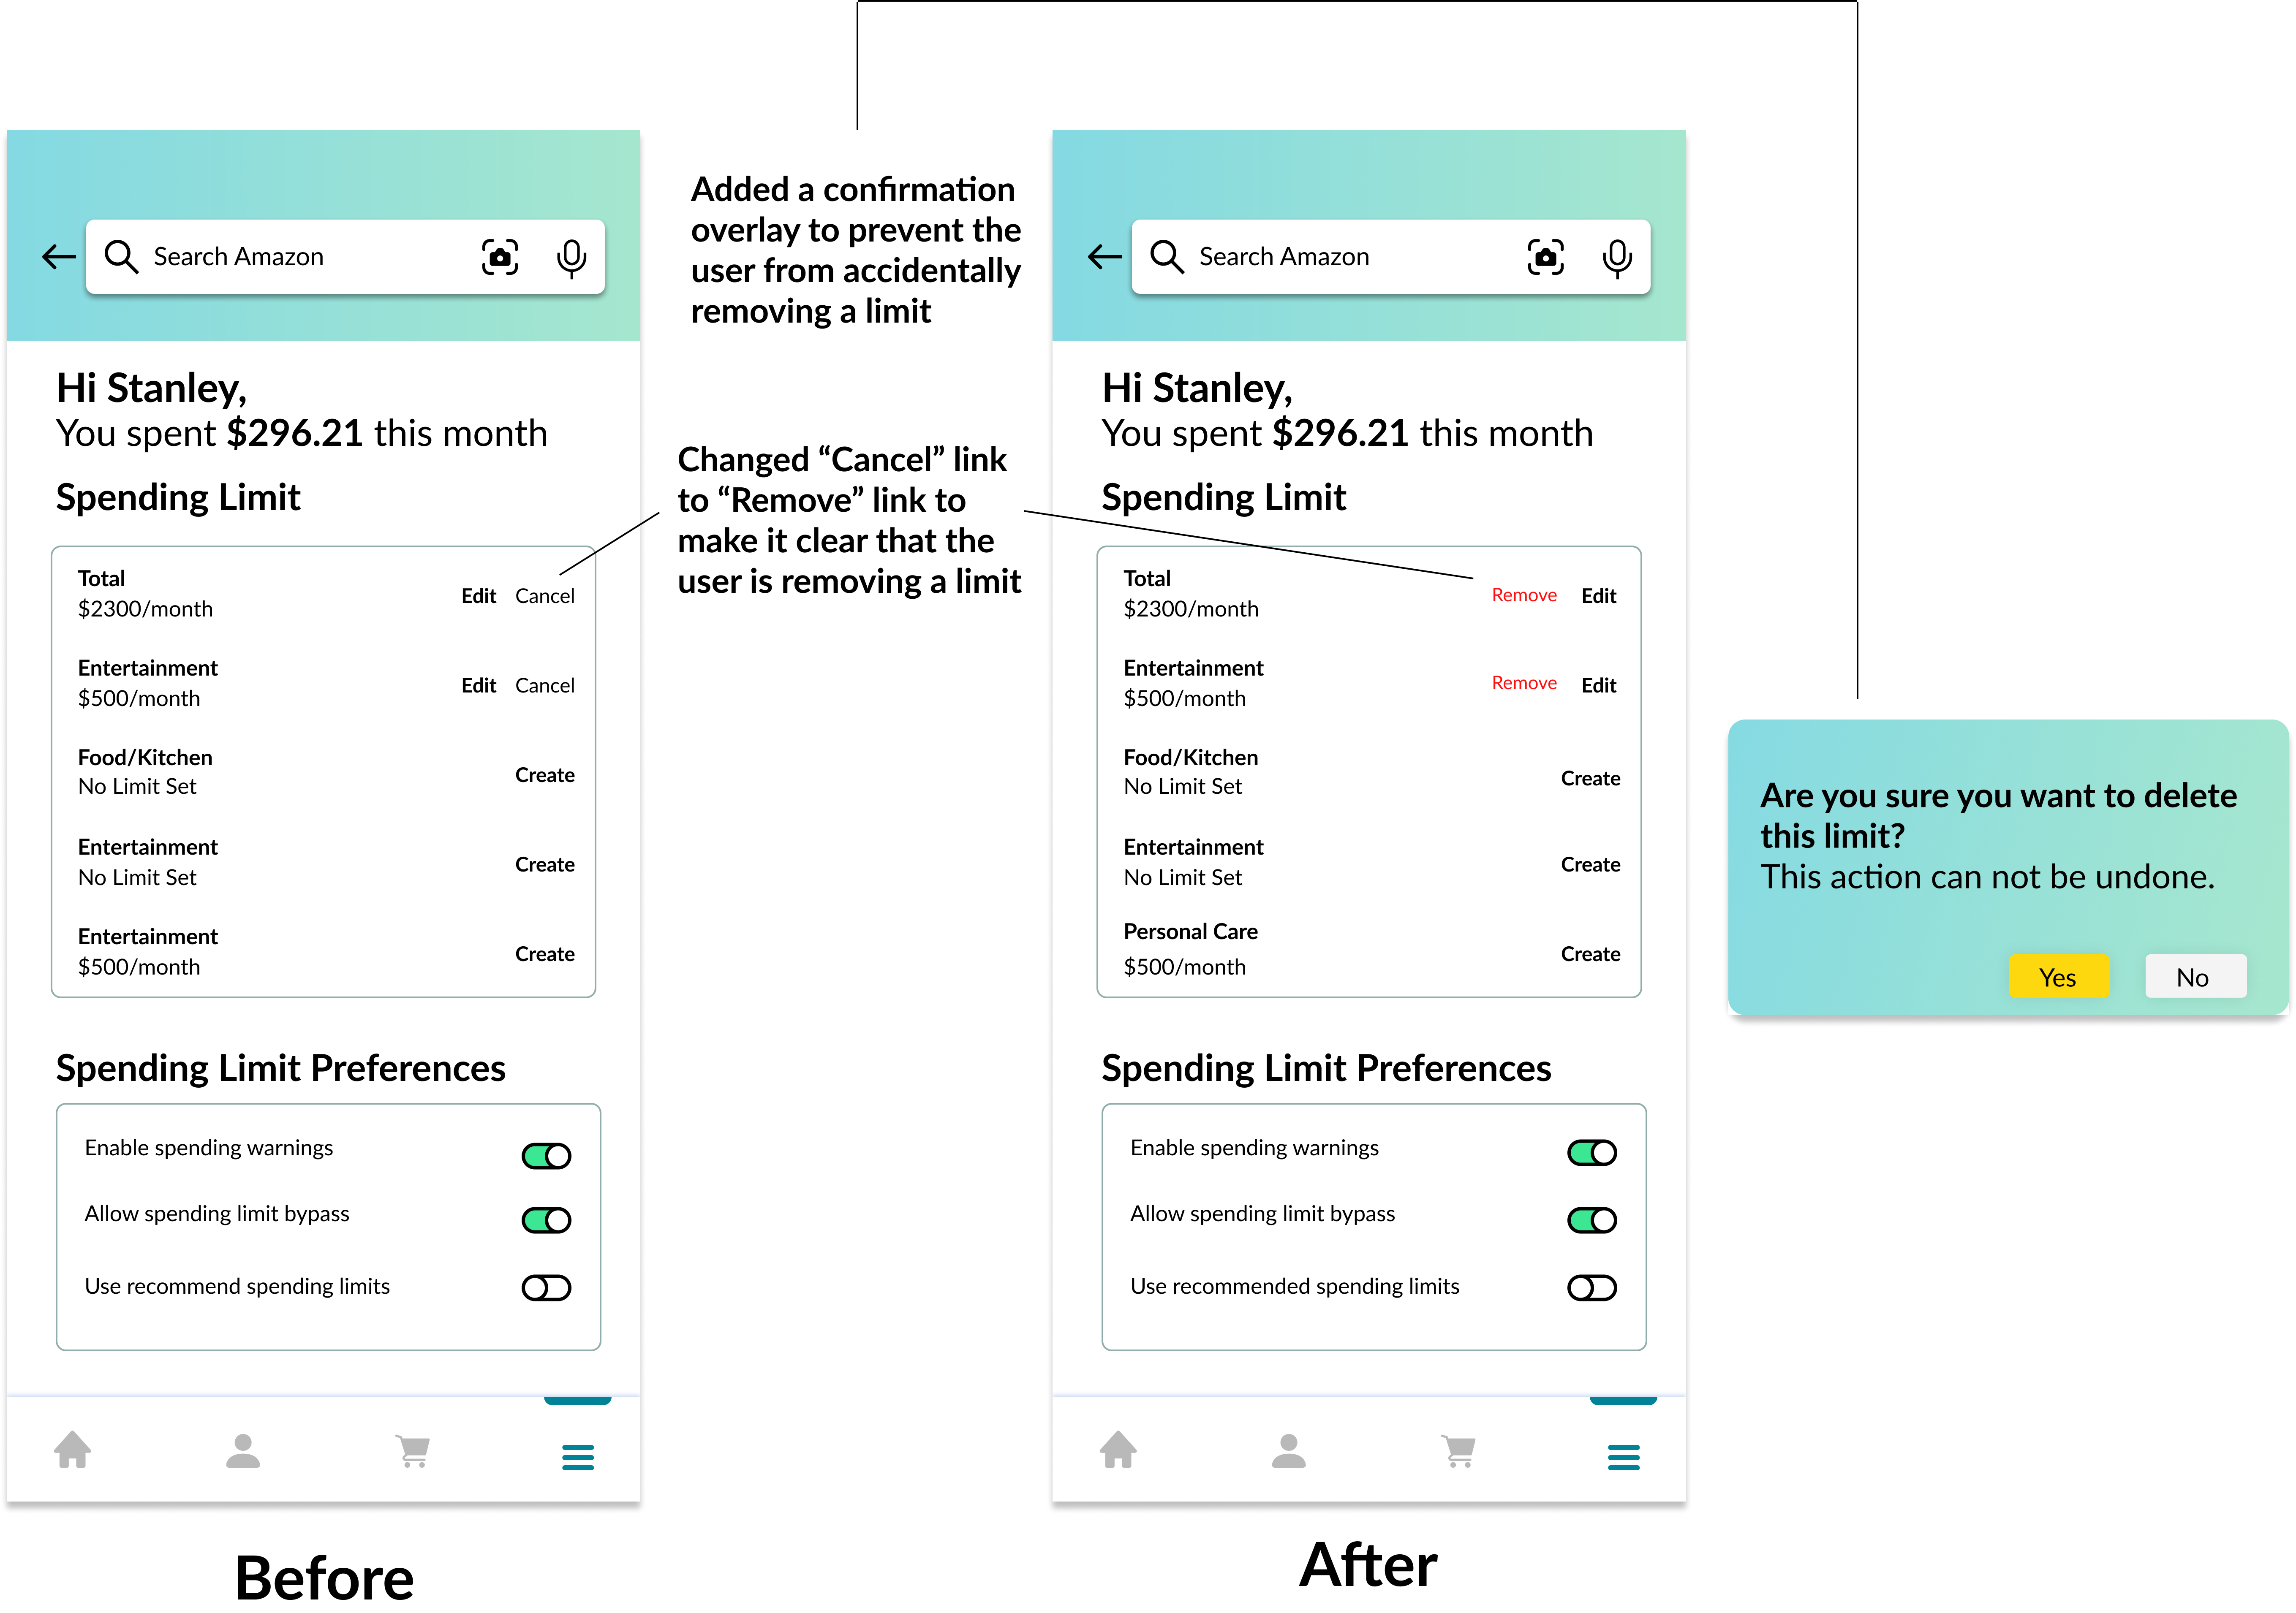 Search Amazon
Hi Stanley,
You spent $296.21 this month
Spending Limit
Total
$2300/month
Edit Cancel
Entertainment
$500/month
Edit Cancel
Food/Kitchen
No Limit Set
Create
Entertainment
No Limit Set
Create
Entertainment
$500/month
Create
Spending Limit Preferences
Enable spending warnings
Allow spending limit bypass
Use recommend spending limits
Before
Added a confirmation
overlay to prevent the
user from accidentally
removing a limit
Changed “Cancel” link
to “Remove” link to
make it clear that the
user is removing a limit
Search Amazon
Hi Stanley,
You spent $296.21 this month
Spending Limit
Total
$2300/month
Remove Edit
Entertainment
$500/month
Remove Edit
Food/Kitchen
No Limit Set
Create
Entertainment
No Limit Set
Create
Personal Care
$500/month
Create
Spending Limit Preferences
Enable spending warnings
Allow spending limit bypass
Use recommended spending limits
After
Are you sure you want to delete
this limit?
This action can not be undone.
Yes No